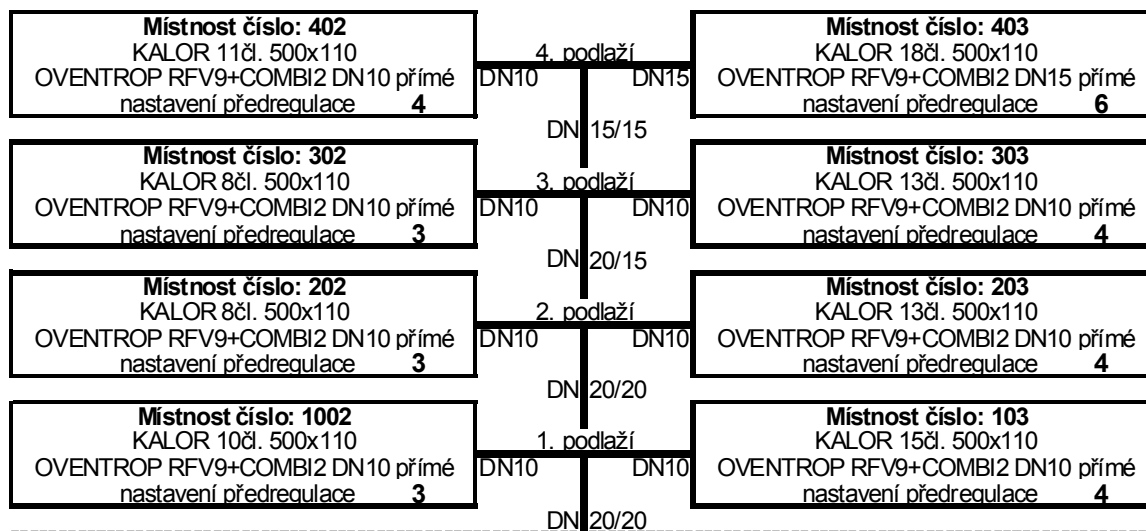 Místnost číslo: 402
KALOR 11čl. 500x110
OVENTROP RFV9+COMBI2 DN10 přímé
nastavení předregulace 4
4. podlaží
DN10 DN15
Místnost číslo: 403
KALOR 18čl. 500x110
OVENTROP RFV9+COMBI2 DN15 přímé
nastavení předregulace 6
DN 15/15
Místnost číslo: 302
KALOR 8čl. 500x110
OVENTROP RFV9+COMBI2 DN10 přímé
nastavení předregulace 3
3. podlaží
DN10 DN10
Místnost číslo: 303
KALOR 13čl. 500x110
OVENTROP RFV9+COMBI2 DN10 přímé
nastavení předregulace 4
DN 20/15
Místnost číslo: 202
KALOR 8čl. 500x110
OVENTROP RFV9+COMBI2 DN10 přímé
nastavení předregulace 3
2. podlaží
DN10 DN10
Místnost číslo: 203
KALOR 13čl. 500x110
OVENTROP RFV9+COMBI2 DN10 přímé
nastavení předregulace 4
DN 20/20
Místnost číslo: 1002
KALOR 10čl. 500x110
OVENTROP RFV9+COMBI2 DN10 přímé
nastavení předregulace 3
1. podlaží
DN10 DN10
Místnost číslo: 103
KALOR 15čl. 500x110
OVENTROP RFV9+COMBI2 DN10 přímé
nastavení předregulace 4
DN 20/20